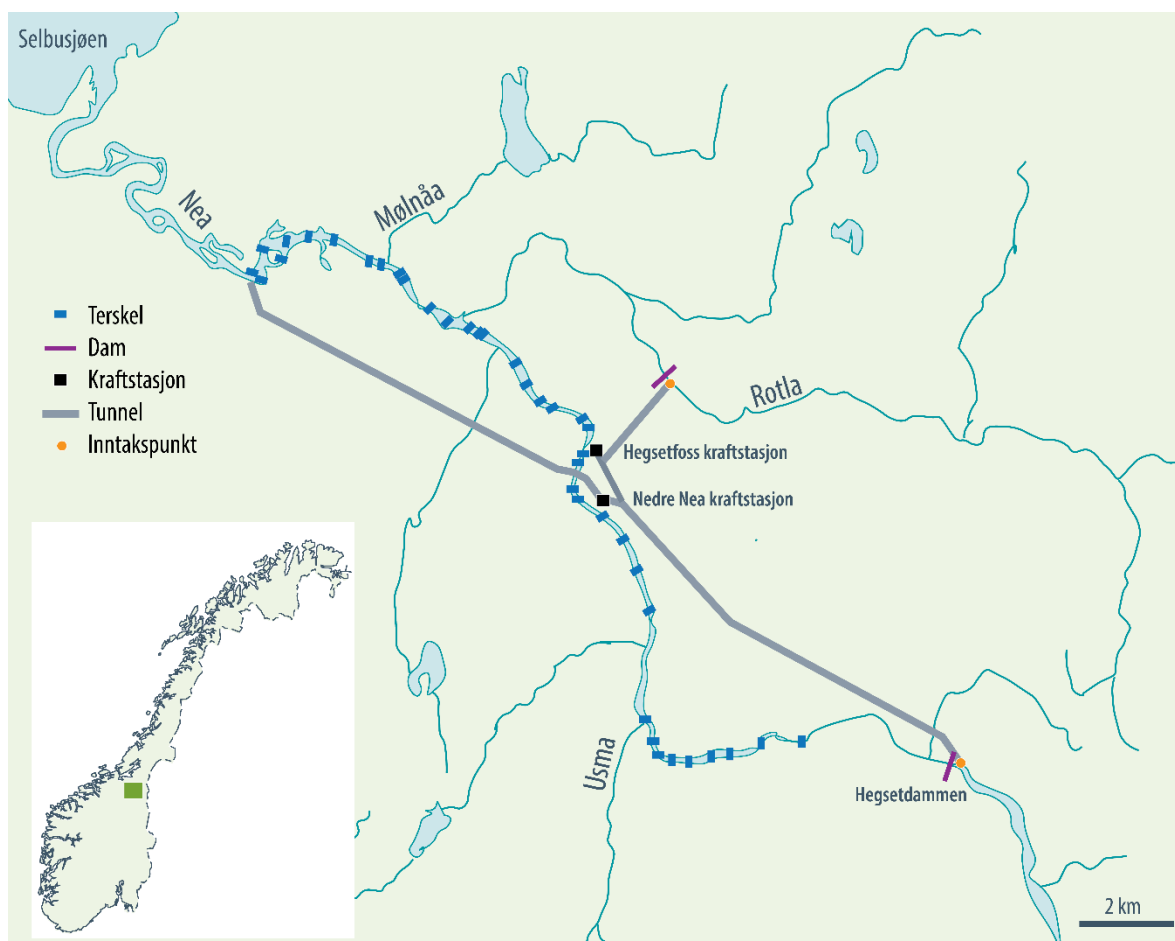 Selbusjøen
Nea
Mølnåa
Terskel
Dam
Kraftstasjon
Tunnel
Inntakspunkt
Rotla
Hegsetfoss kraftstasjon
Nedre Nea kraftstasjon
Usma
Hegsetdammen
2 km